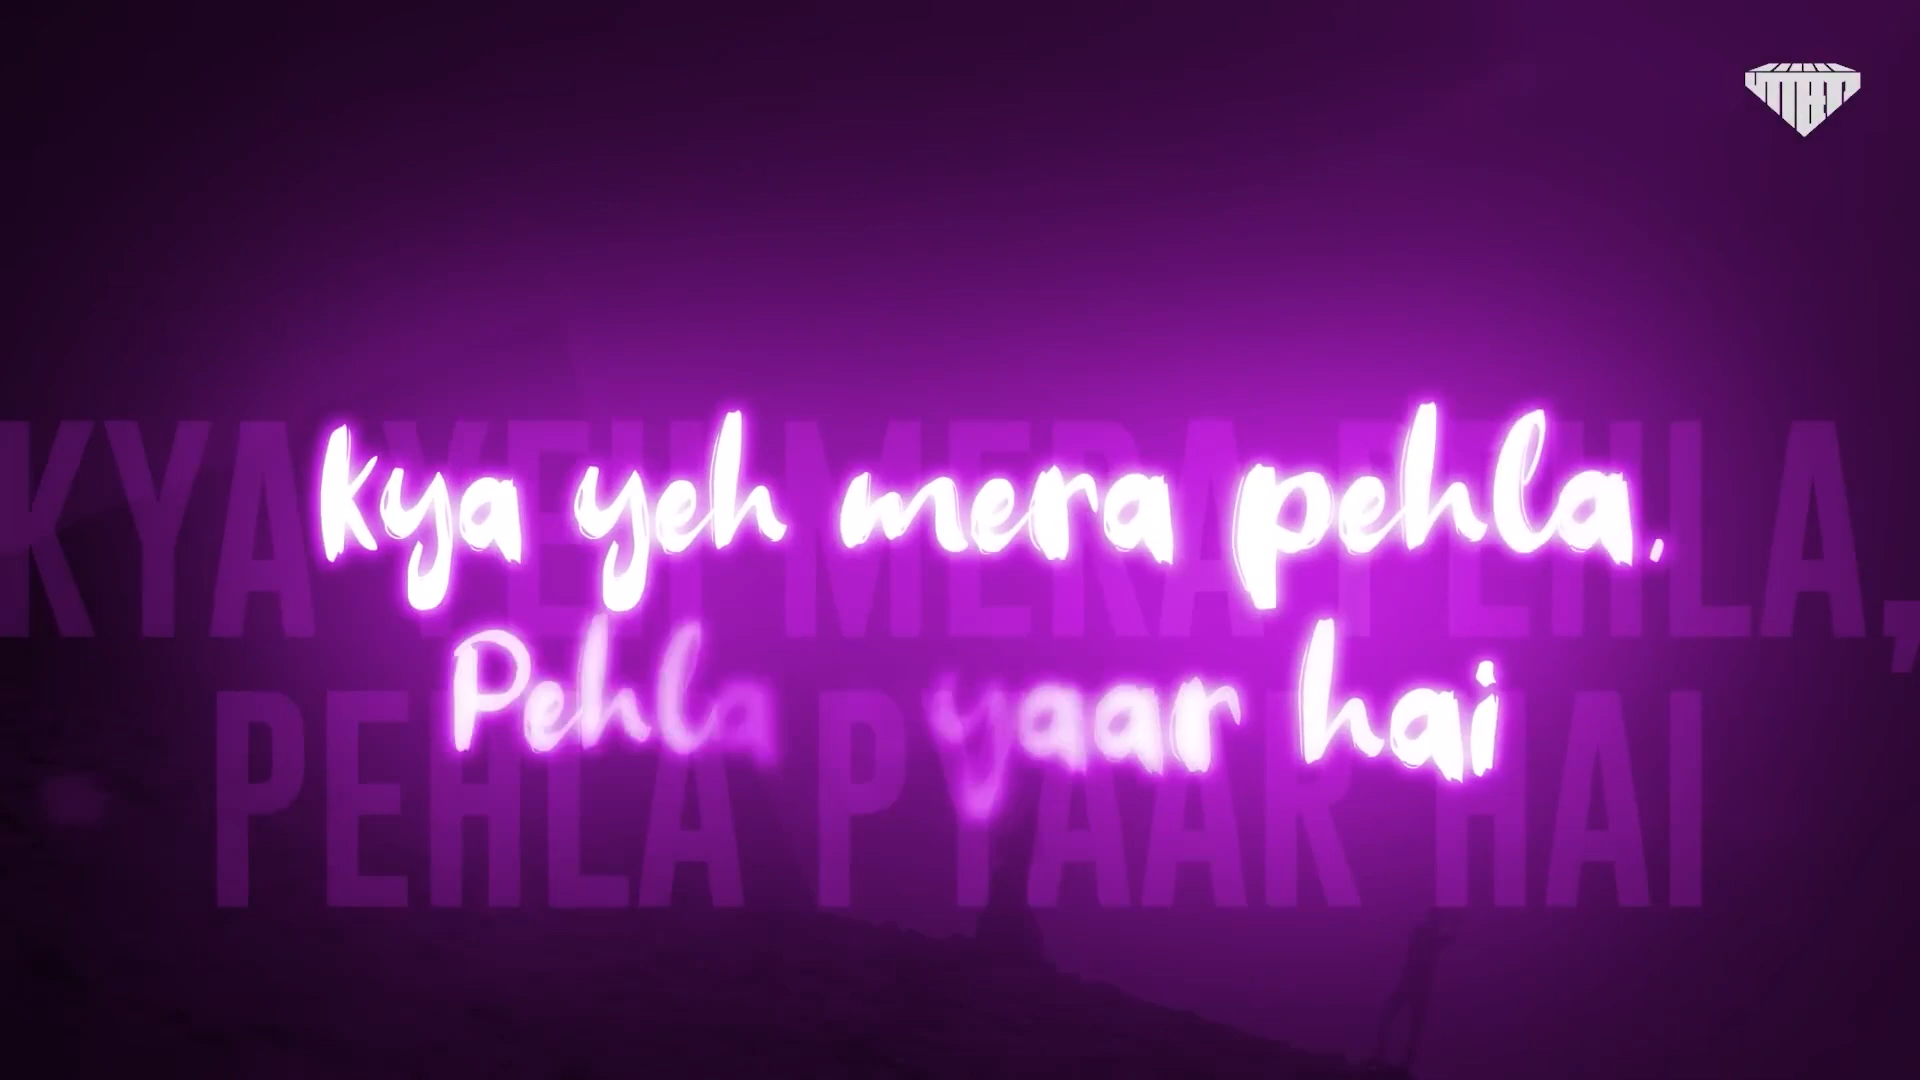 kya yeh mera pehla,
Pehla pyaar hai
KYA YEH MERA PEHLA,
PEHLA PYAAR HAI